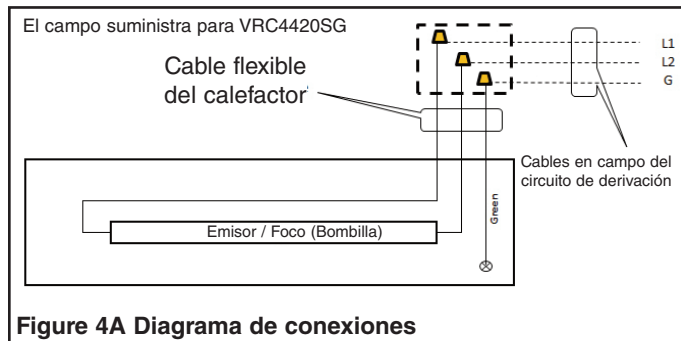 El campo suministra para VRC4420SG
Cable flexible
del calefactor
L1
L2
G
Cables en campo del
circuito de derivación
Green
Emisor / Foco (Bombilla)
Figure 4A Diagrama de conexiones